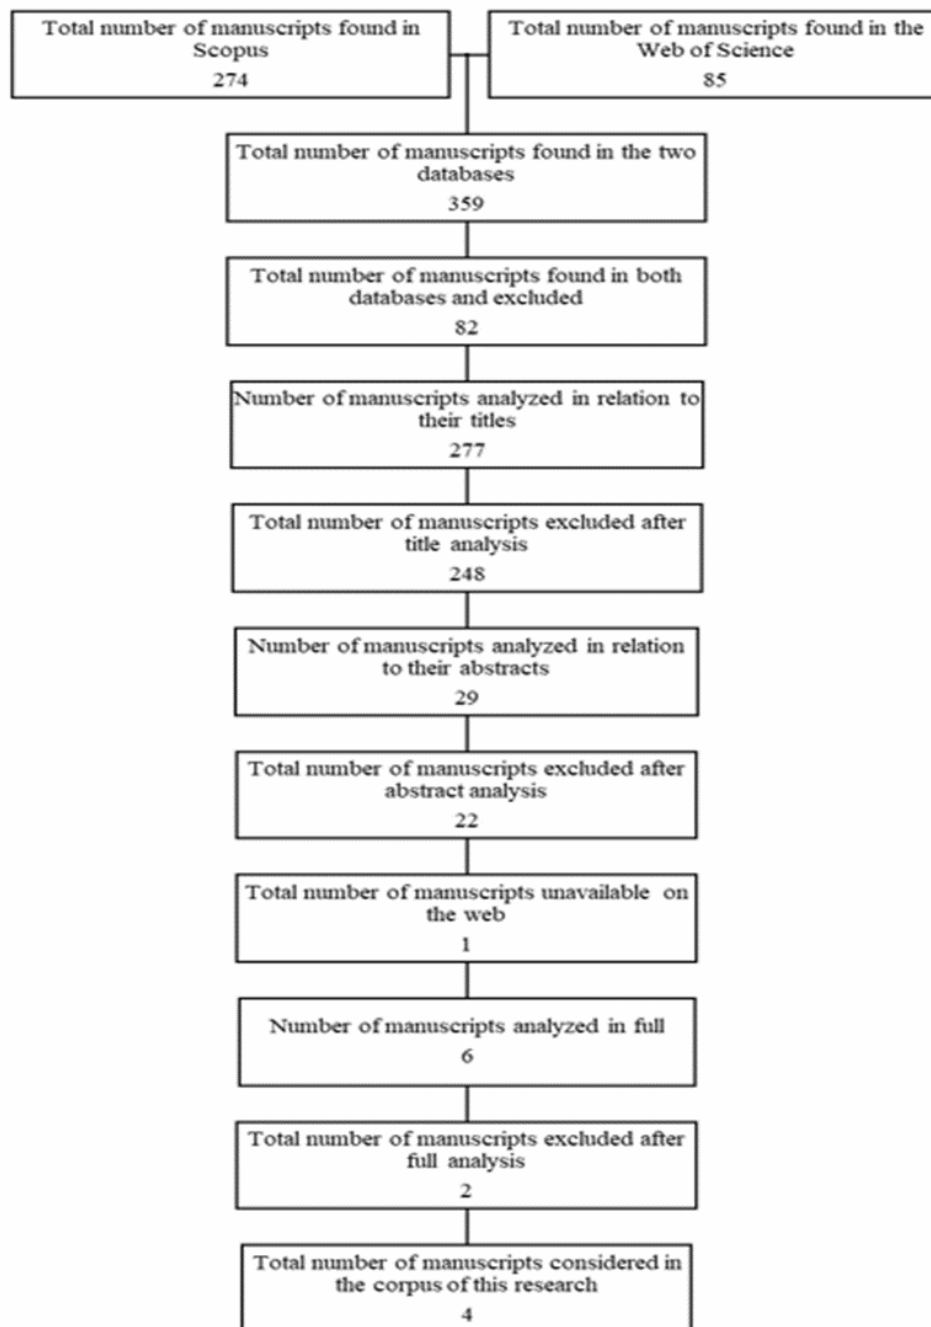 Total number of manuscripts found in
Scopus
274
Total number of manuscripts found in the
Web of Science
85
Total number of manuscripts found in the two
databases
359
Total number of manuscripts found in both
databases and excluded
82
Number of manuscripts analyzed in relation to
their titles
277
Total number of manuscripts excluded after
title analysis
248
Number of manuscripts analyzed in relation
to their abstracts
29
Total number of manuscripts excluded after
abstract analysis
22
Total number of manuscripts unavailable on
the web
1
Number of manuscripts analyzed in full
6
Total number of manuscripts excluded after
full analysis
2
Total number of manuscripts considered in
the corpus of this research
4